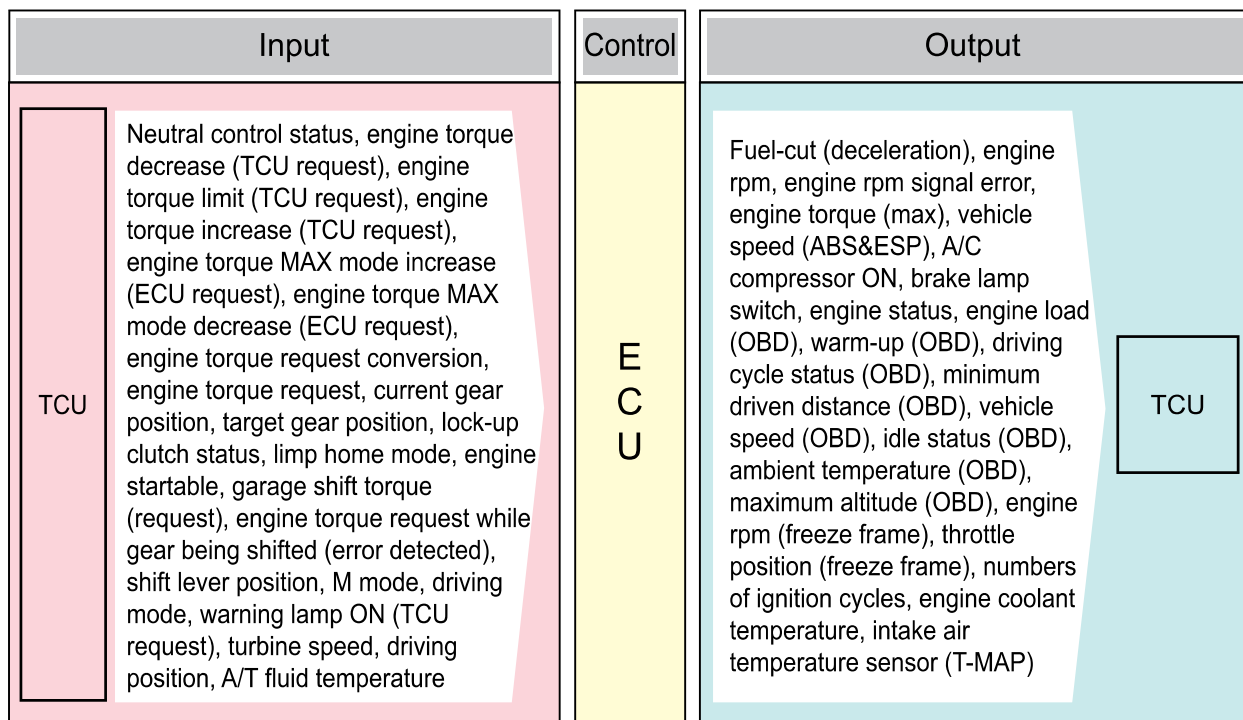 Input
Control
Output
TCU
Neutral control status, engine torque
decrease (TCU request), engine
torque limit (TCU request), engine
torque increase (TCU request),
engine torque MAX mode increase
(ECU request), engine torque MAX
mode decrease (ECU request),
engine torque request conversion,
engine torque request, current gear
position, target gear position, lock-up
clutch status, limp home mode, engine
startable, garage shift torque
(request), engine torque request while
gear being shifted (error detected),
shift lever position, M mode, driving
mode, warning lamp ON (TCU
request), turbine speed, driving
position, A/T fluid temperature
E
C
U
Fuel-cut (deceleration), engine
rpm, engine rpm signal error,
engine torque (max), vehicle
speed (ABS&ESP), A/C
compressor ON, brake lamp
switch, engine status, engine load
(OBD), warm-up (OBD), driving
cycle status (OBD), minimum
driven distance (OBD), vehicle
speed (OBD), idle status (OBD),
ambient temperature (OBD),
maximum altitude (OBD), engine
rpm (freeze frame), throttle
position (freeze frame), numbers
of ignition cycles, engine coolant
temperature, intake air
temperature sensor (T-MAP)
TCU